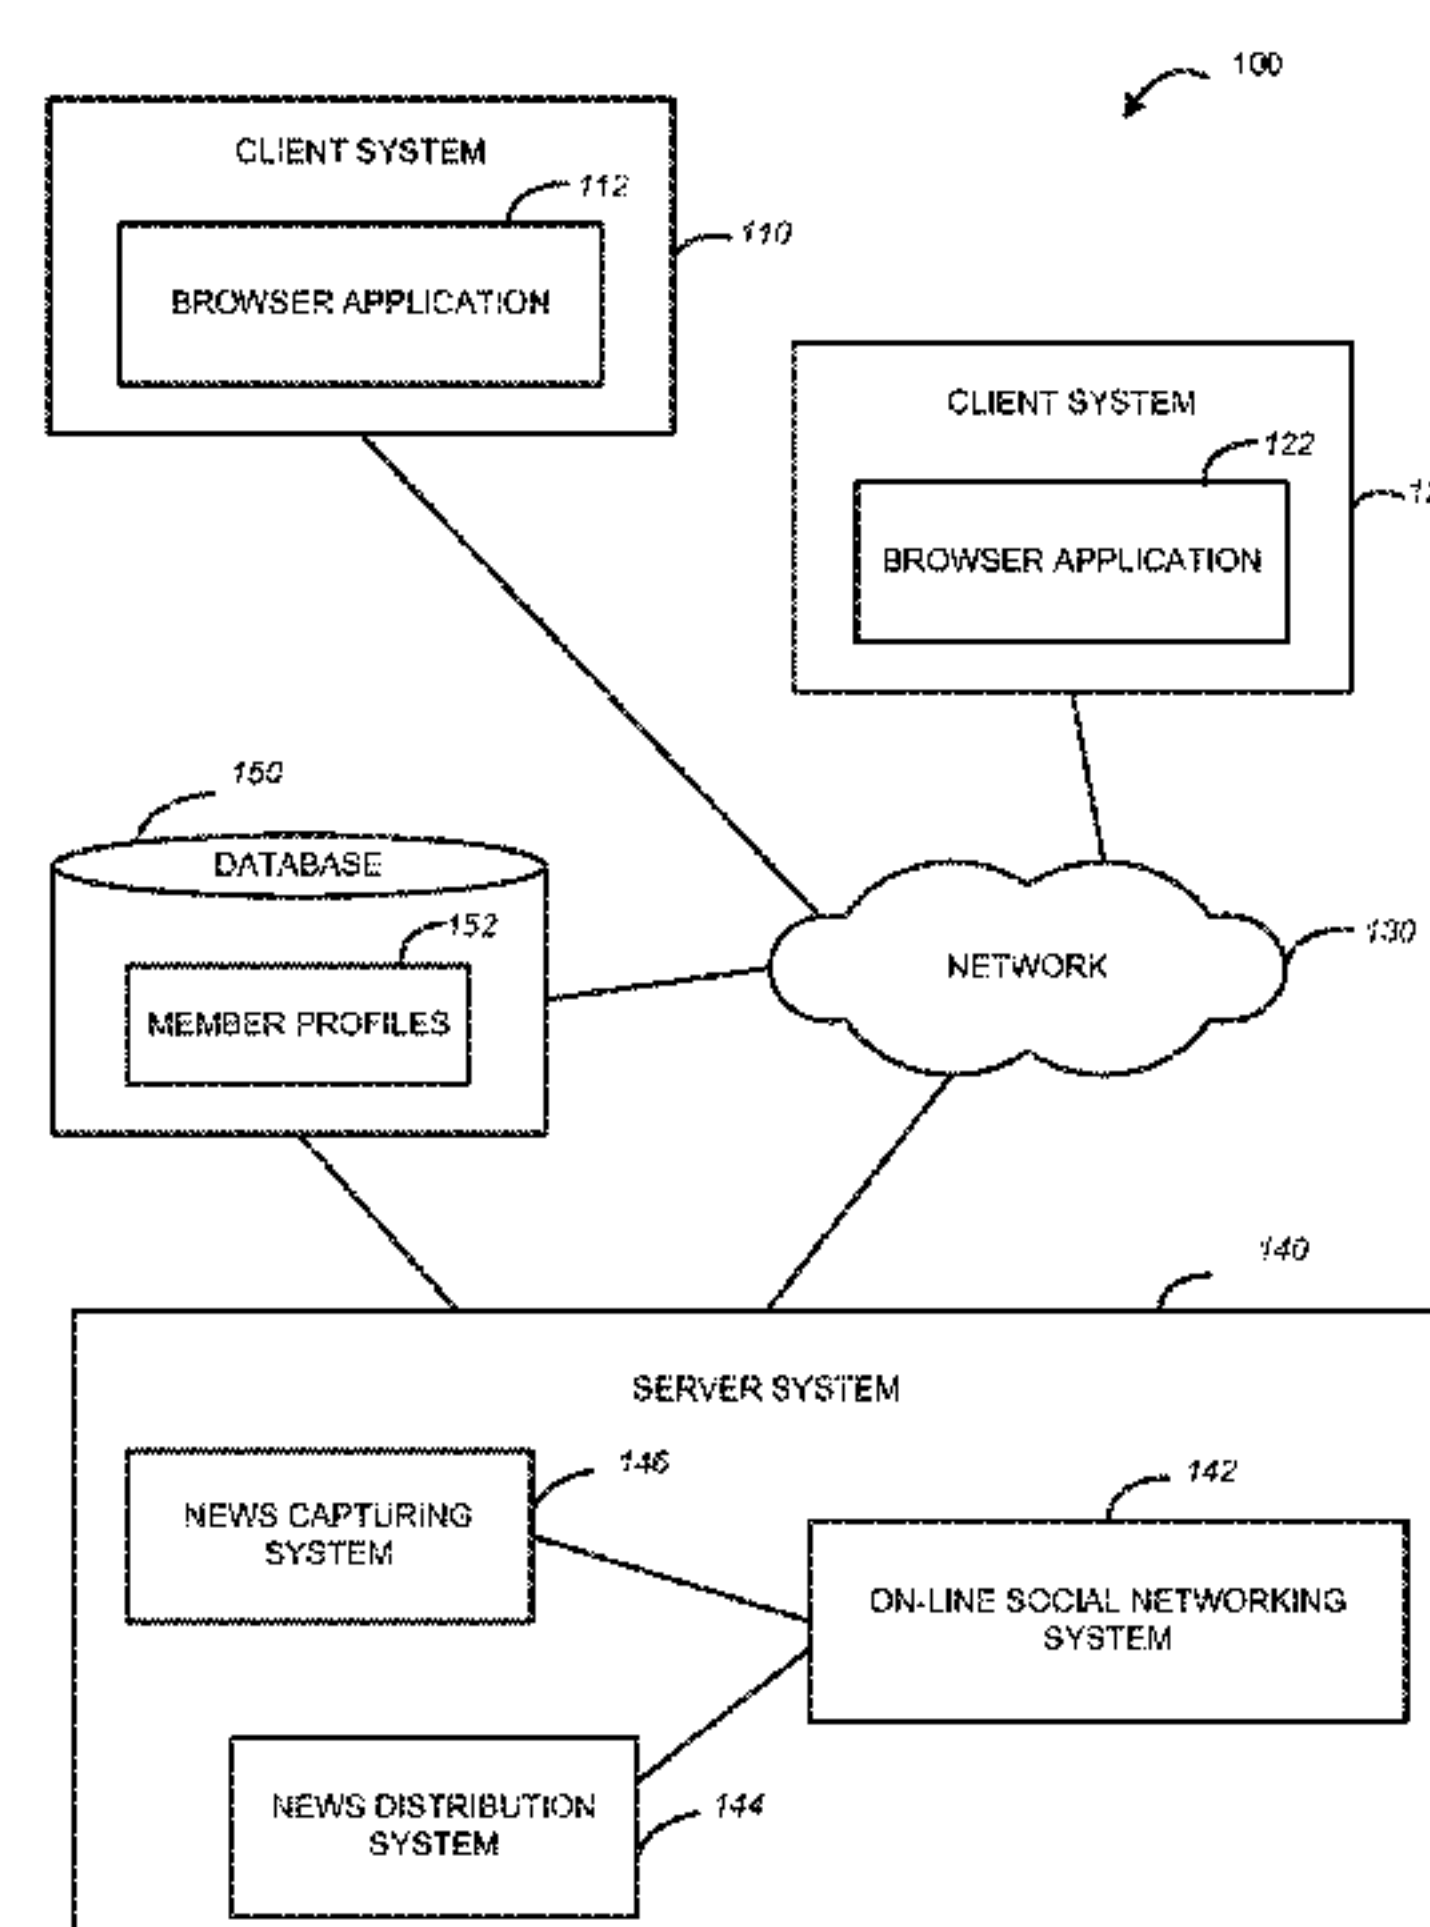 100
CLIENT SYSTEM
112
110
BROWSER APPLICATION
CLIENT SYSTEM
122
BROWSER APPLICATION
150
DATABASE
152
MEMBER PROFILES
NETWORK
130
140
SERVER SYSTEM
146
NEWS CAPTURING
SYSTEM
142
ON-LINE SOCIAL NETWORKING
SYSTEM
NEWS DISTRIBUTION
SYSTEM
144